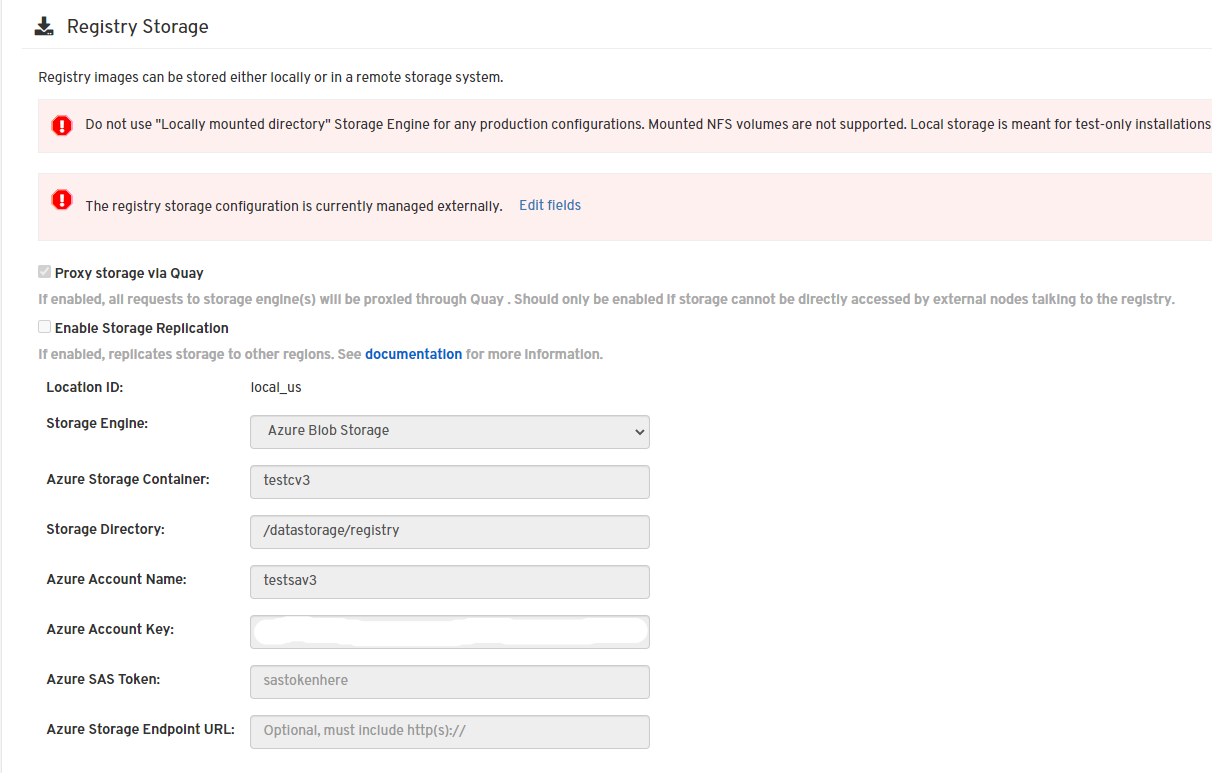 Registry Storage
Registry images can be stored either locally or in a remote storage system.
Do not use "Locally mounted directory" Storage Engine for any production configurations. Mounted NFS volumes are not supported. Local storage is meant for test-only installations
The registry storage configuration is currently managed externally. Edit fields
Proxy storage via Quay
If enabled, all requests to storage engine(s) will be proxied through Quay . Should only be enabled if storage cannot be directly accessed by external nodes talking to the registry.
Enable Storage Replication
If enabled, replicates storage to other regions. See documentation for more information.
Location ID: local_us
Storage Engine: Azure Blob Storage
Azure Storage Container: testcv3
Storage Directory: /datastorage/registry
Azure Account Name: testsav3
Azure Account Key:
Azure SAS Token: sastokenhere
Azure Storage Endpoint URL: Optional, must include http(s)://